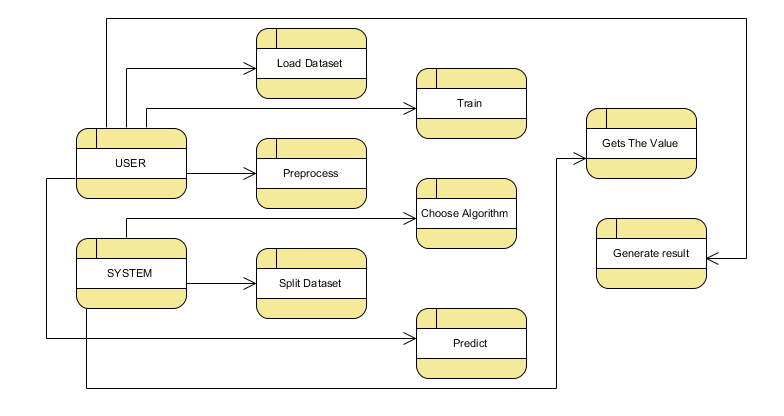 Load Dataset
Train
Gets The Value
USER
Preprocess
Choose Algorithm
Generate result
SYSTEM
Split Dataset
Predict